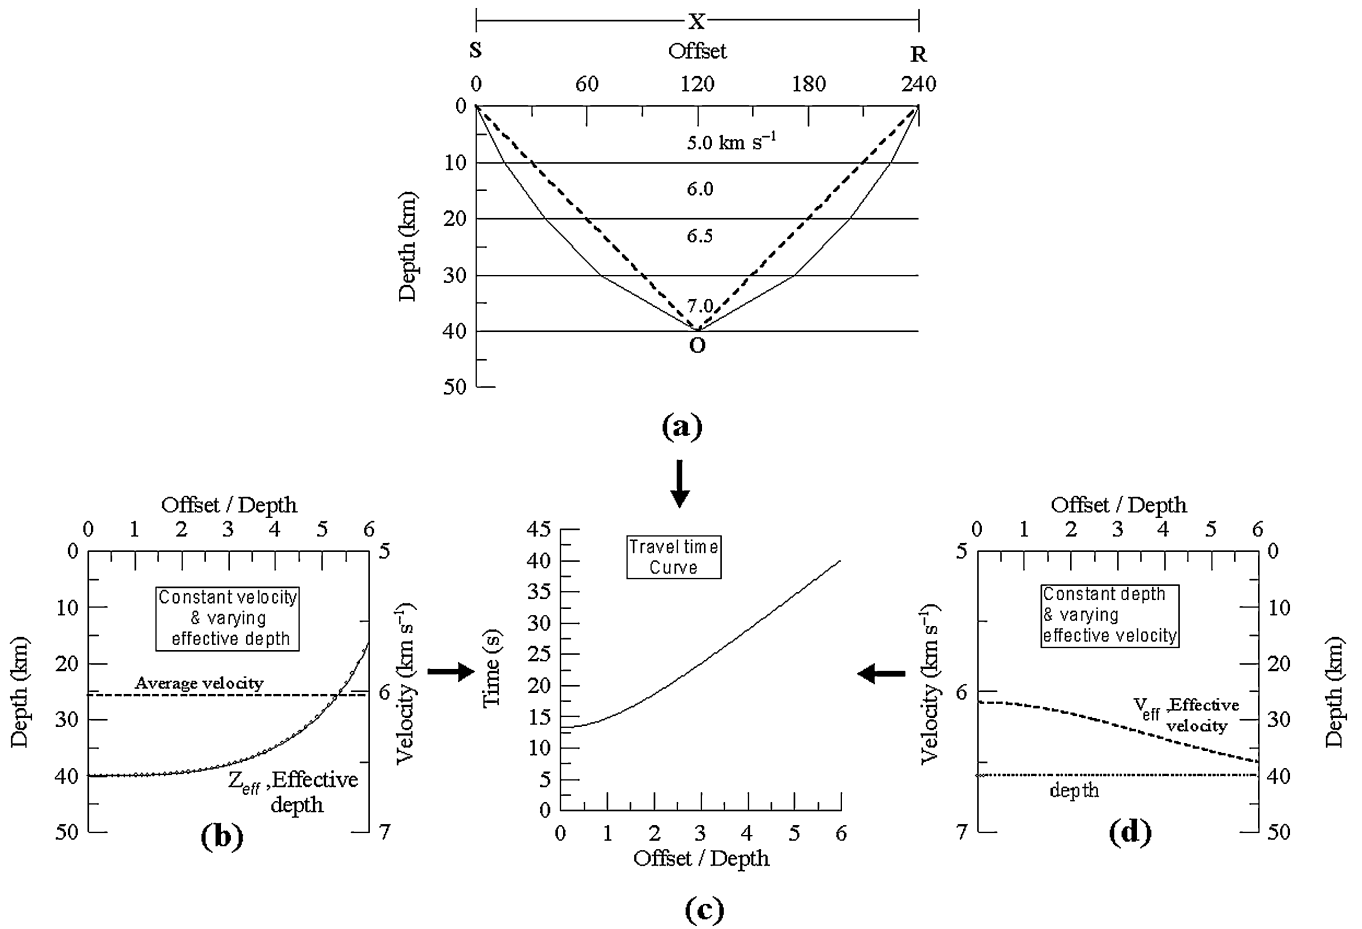 X
S Offset R
0 60 120 180 240
0
5.0 km s⁻¹
10
6.0
20
6.5
30
7.0
40
O
50
Depth (km)
(a)
Offset / Depth
0 1 2 3 4 5 6
0 5
Constant velocity
& varying
effective depth
10
20
Average velocity
6
30
40
Zeff ,Effective
depth
50 7
Depth (km)
Velocity (km s⁻¹)
(b)
45
Travel time
Curve
40
35
30
25
20
15
10
5
0
0 1 2 3 4 5 6
Time (s)
Offset / Depth
(c)
Offset / Depth
0 1 2 3 4 5 6
5 0
Constant depth
& varying
effective velocity
10
20
6
Veff ,Effective
velocity
30
40
depth
7 50
Velocity (km s⁻¹)
Depth (km)
(d)